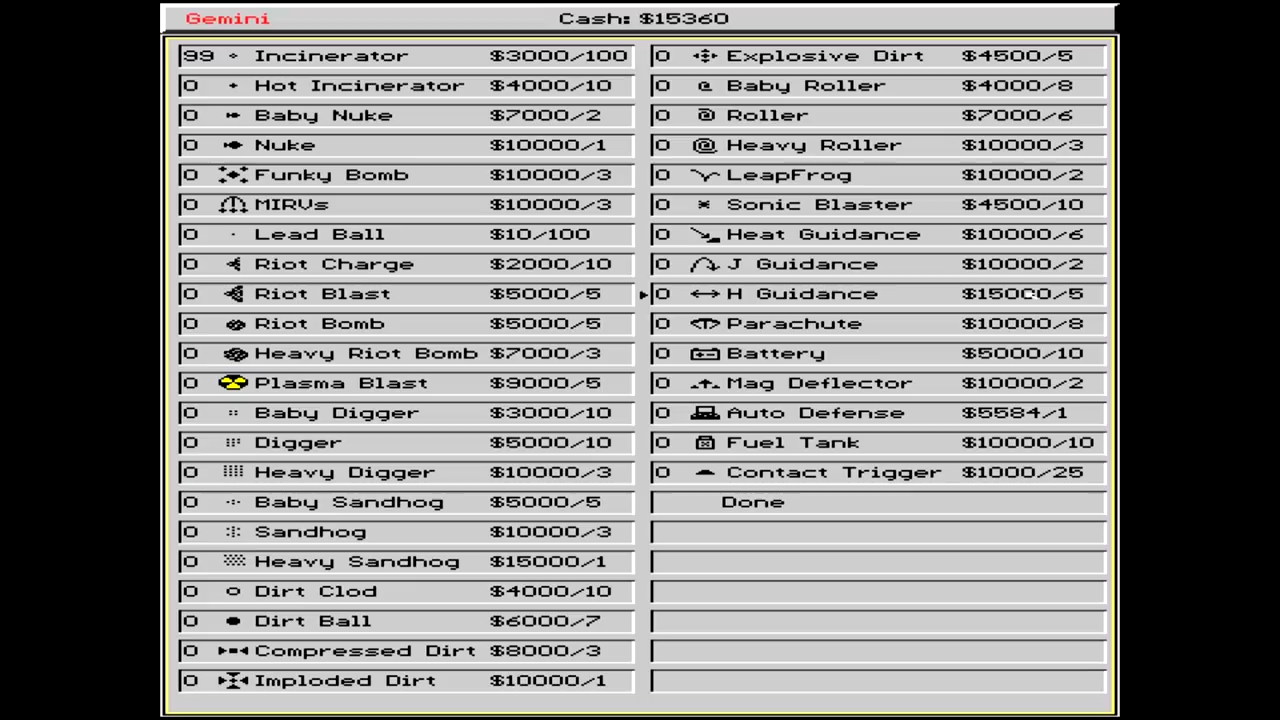 Gemini Cash: $15360
99 Incinerator $3000/100
0 Hot Incinerator $4000/10
0 Baby Nuke $7000/2
0 Nuke $10000/1
0 Funky Bomb $10000/3
0 MIRVs $10000/3
0 Lead Ball $10/100
0 Riot Charge $2000/10
0 Riot Blast $5000/5
0 Riot Bomb $5000/5
0 Heavy Riot Bomb $7000/3
0 Plasma Blast $9000/5
0 Baby Digger $3000/10
0 Digger $5000/10
0 Heavy Digger $10000/3
0 Baby Sandhog $5000/5
0 Sandhog $10000/3
0 Heavy Sandhog $15000/1
0 Dirt Clod $4000/10
0 Dirt Ball $6000/7
0 Compressed Dirt $8000/3
0 Imploded Dirt $10000/1
0 Explosive Dirt $4500/5
0 Baby Roller $4000/8
0 Roller $7000/6
0 Heavy Roller $10000/3
0 LeapFrog $10000/2
0 Sonic Blaster $4500/10
0 Heat Guidance $10000/6
0 J Guidance $10000/2
0 H Guidance $15000/5
0 Parachute $10000/8
0 Battery $5000/10
0 Mag Deflector $10000/2
0 Auto Defense $5584/1
0 Fuel Tank $10000/10
0 Contact Trigger $1000/25
Done